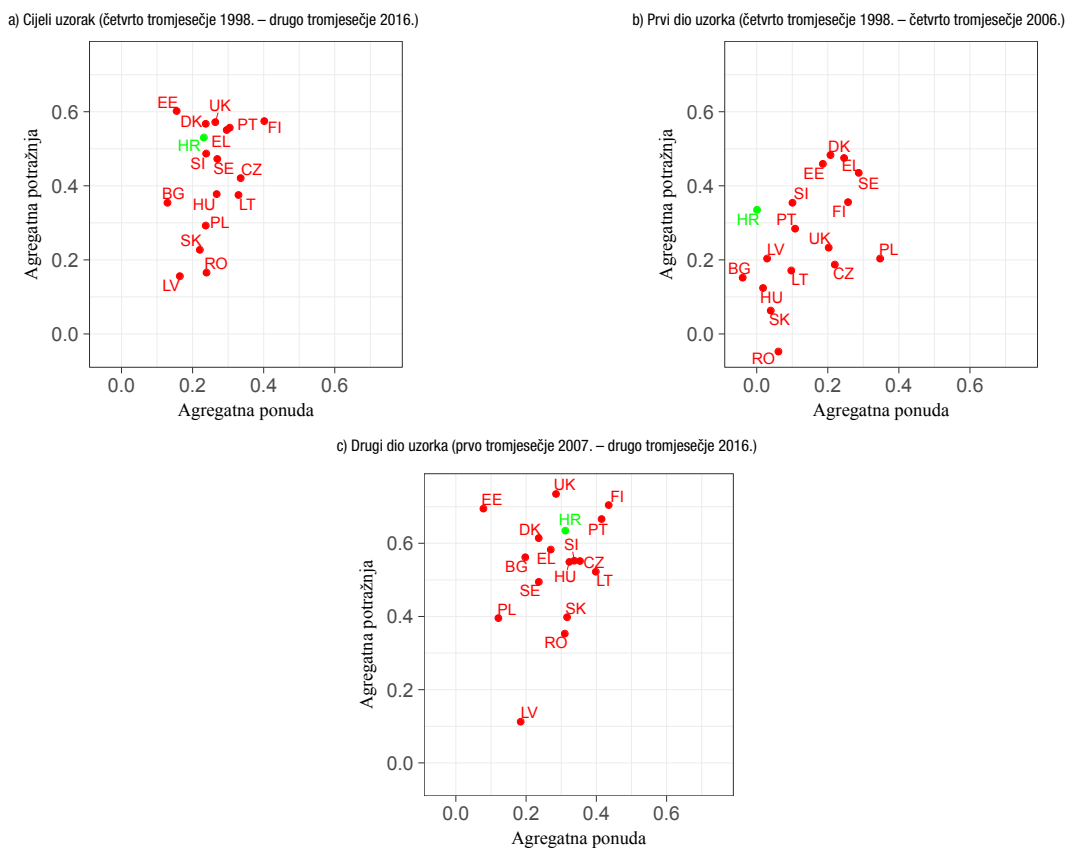 a) Cijeli uzorak (četvrto tromjesečje 1998. – drugo tromjesečje 2016.)
Agregatna potražnja
0.6
0.4
0.2
0.0
EE
UK
DK
PT
FI
HR
EL
SI
SE
CZ
BG
HU
LT
PL
SK
RO
LV
0.0 0.2 0.4 0.6
Agregatna ponuda
b) Prvi dio uzorka (četvrto tromjesečje 1998. – četvrto tromjesečje 2006.)
Agregatna potražnja
0.6
0.4
0.2
0.0
DK
EE
EL
SE
SI
FI
HR
PT
UK
PL
LV
BG
LT
CZ
HU
SK
RO
0.0 0.2 0.4 0.6
Agregatna ponuda
c) Drugi dio uzorka (prvo tromjesečje 2007. – drugo tromjesečje 2016.)
Agregatna potražnja
0.6
0.4
0.2
0.0
UK
EE
FI
HR
PT
DK
SI
EL
BG
CZ
HU
LT
SE
PL
SK
RO
LV
0.0 0.2 0.4 0.6
Agregatna ponuda